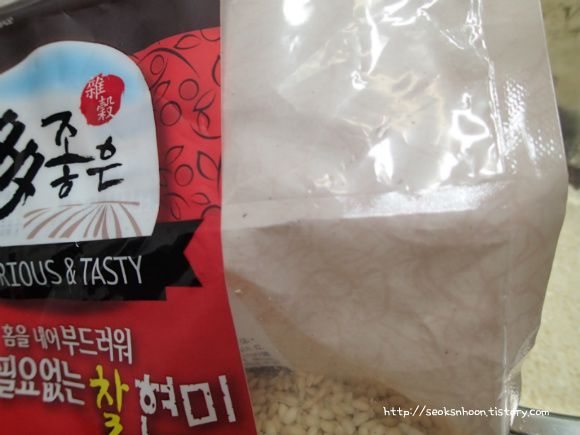 雜穀
多좋은
RIOUS & TASTY
홈을 내어 부드러워
필요없는 찰현미
http://seoksnhoon.tistory.com